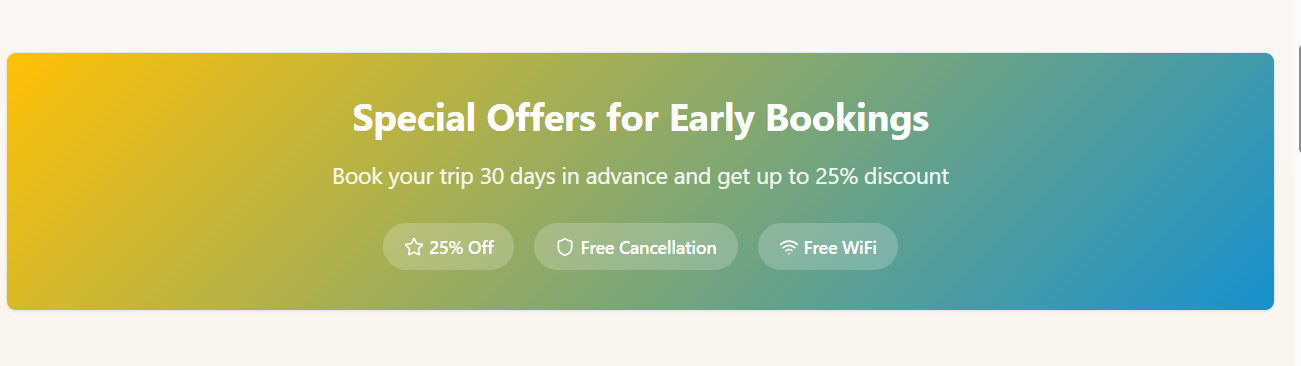 Special Offers for Early Bookings
Book your trip 30 days in advance and get up to 25% discount
25% Off
Free Cancellation
Free WiFi